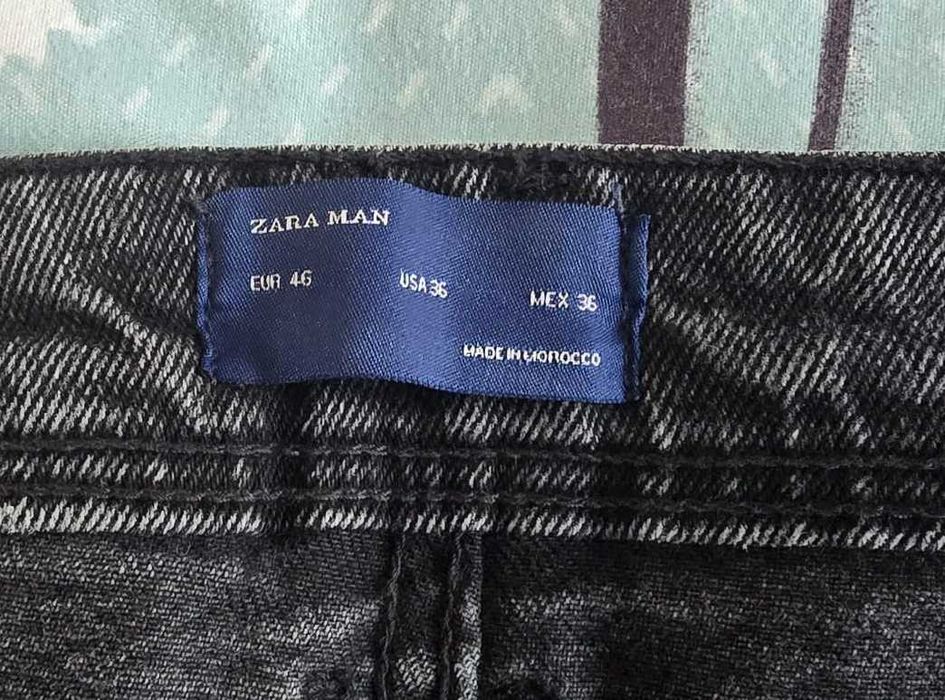 ZARA MAN
EUR 46 USA 36 MEX 36
MADE IN MOROCCO